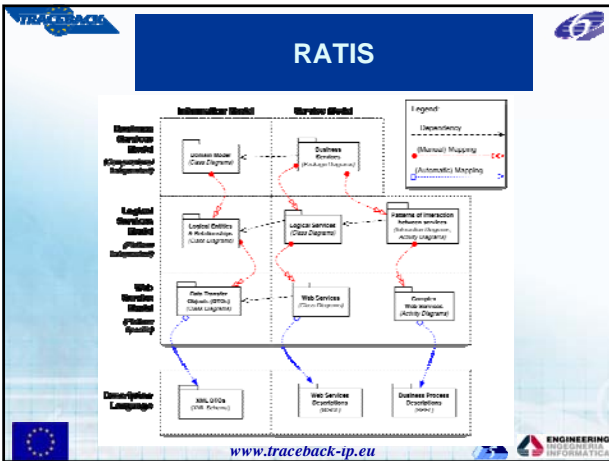 TRACEBACK
6
RATIS
Information Model
Service Model
Legend:
Dependency
(Manual) Mapping
(Automatic) Mapping
Business
Services
Model
(Computational
Independent)
Domain Model
(Class Diagrams)
Business
Services
(Package Diagrams)
Logical
Services
Model
(Platform
Independent)
Logical Entities
& Relationships
(Class Diagrams)
Logical Services
(Class Diagrams)
Patterns of Interaction
between services
(Interaction Diagrams,
Activity Diagrams)
Web
Service
Model
(Platform
Specific)
Data Transfer
Objects (DTOs)
(Class Diagrams)
Web Services
(Class Diagrams)
Complex
Web Services
(Activity Diagrams)
Description
Language
XML DTOs
(XML Schema)
Web Services
Descriptions
(WSDL)
Business Process
Descriptions
(BPEL)
www.traceback-ip.eu
ENGINEERING
INGEGNERIA
INFORMATICA